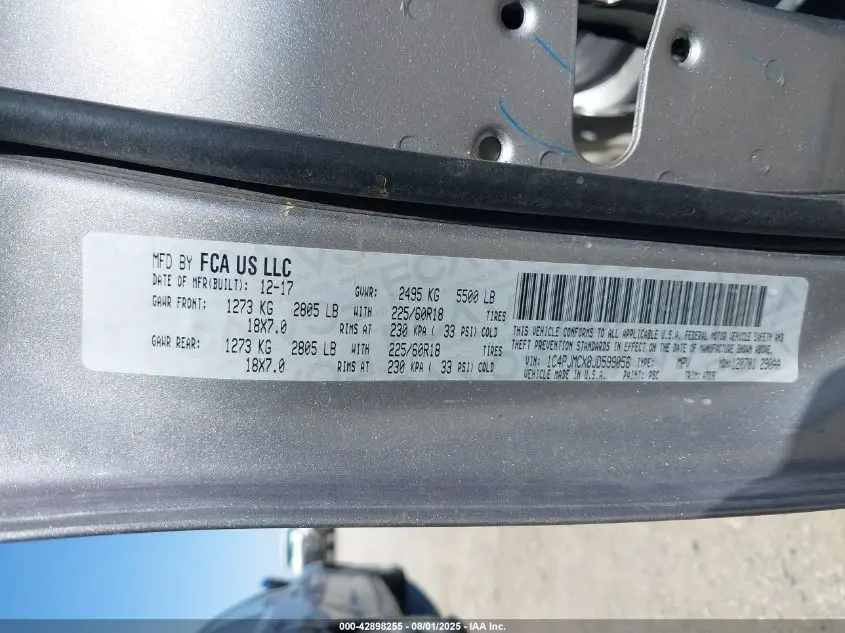 MFD BY FCA US LLC
DATE OF MFR(BUILT): 12-17 GVWR: 2495 KG 5500 LB
GAWR FRONT: 1273 KG 2805 LB WITH 225/60R18 TIRES
18X7.0 RIMS AT 230 KPA ( 33 PSI) COLD
GAWR REAR: 1273 KG 2805 LB WITH 225/60R18 TIRES
18X7.0 RIMS AT 230 KPA ( 33 PSI) COLD
THIS VEHICLE CONFORMS TO ALL APPLICABLE U.S.A. FEDERAL MOTOR VEHICLE SAFETY AND
THEFT PREVENTION STANDARDS IN EFFECT ON THE DATE OF MANUFACTURE SHOWN ABOVE.
VIN: 1C4PJMCX8JD599056 TYPE: MPV MDH:120701 290AA
VEHICLE MADE IN U.S.A. PAINT: PSC TRIM:
000-42898255 - 08/01/2025 - IAA Inc.